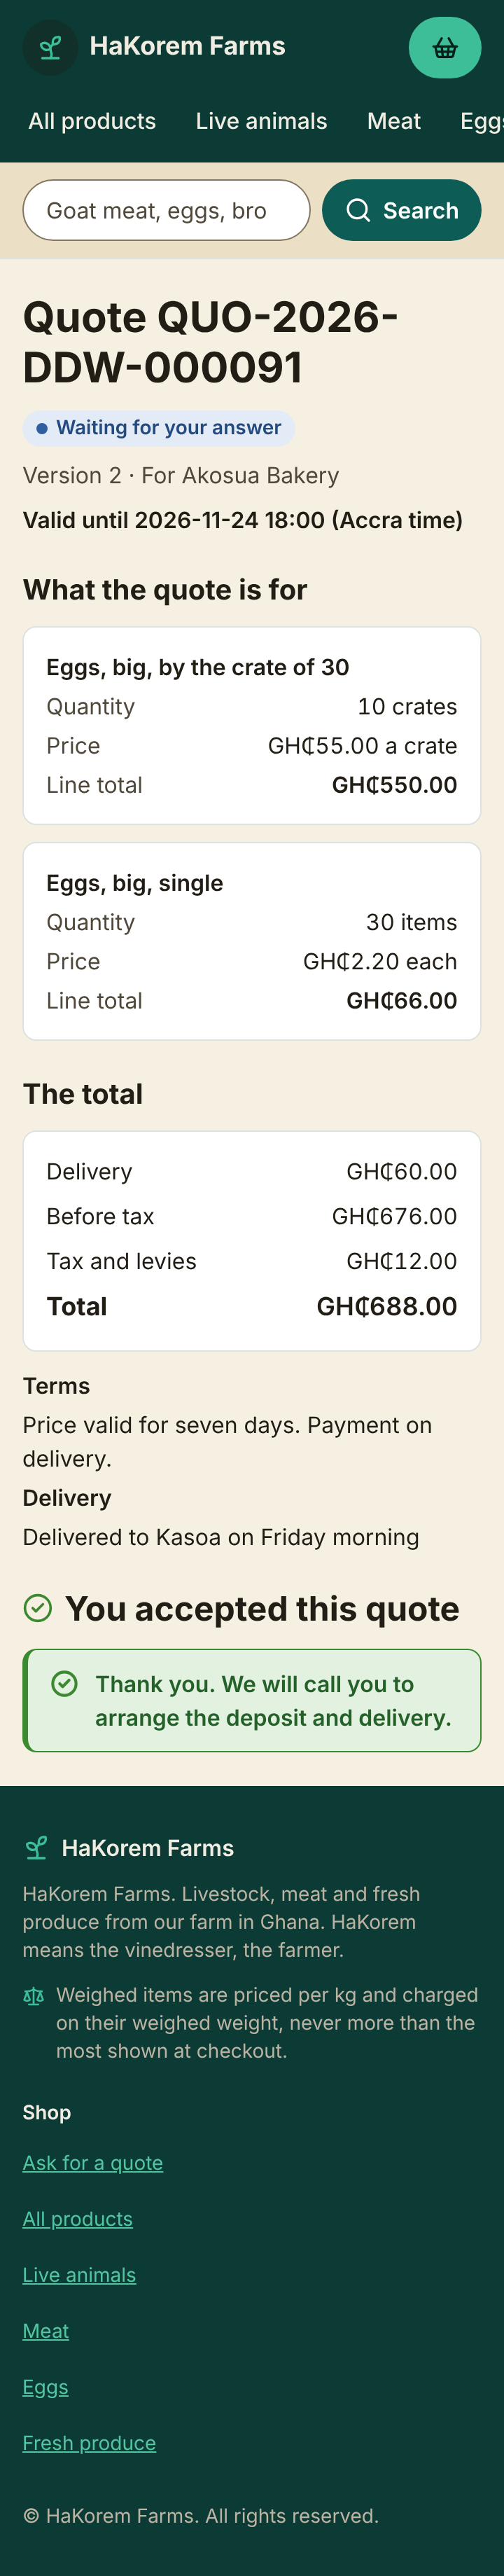 HaKorem Farms
All products Live animals Meat Eggs
Goat meat, eggs, bro
Search
Quote QUO-2026-
DDW-000091
Waiting for your answer
Version 2 · For Akosua Bakery
Valid until 2026-11-24 18:00 (Accra time)
What the quote is for
Eggs, big, by the crate of 30
Quantity 10 crates
Price GH₵55.00 a crate
Line total GH₵550.00
Eggs, big, single
Quantity 30 items
Price GH₵2.20 each
Line total GH₵66.00
The total
Delivery GH₵60.00
Before tax GH₵676.00
Tax and levies GH₵12.00
Total GH₵688.00
Terms
Price valid for seven days. Payment on
delivery.
Delivery
Delivered to Kasoa on Friday morning
You accepted this quote
Thank you. We will call you to
arrange the deposit and delivery.
HaKorem Farms
HaKorem Farms. Livestock, meat and fresh
produce from our farm in Ghana. HaKorem
means the vinedresser, the farmer.
Weighed items are priced per kg and charged
on their weighed weight, never more than the
most shown at checkout.
Shop
Ask for a quote
All products
Live animals
Meat
Eggs
Fresh produce
© HaKorem Farms. All rights reserved.